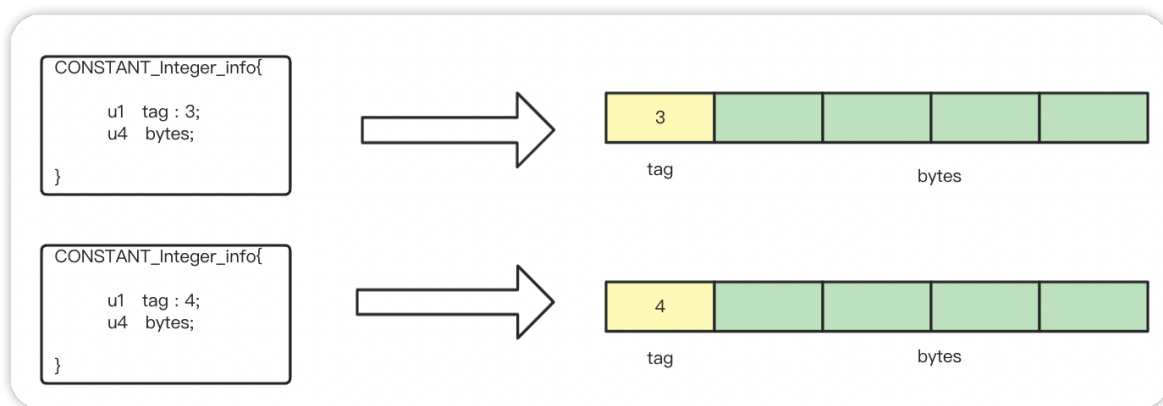 CONSTANT_Integer_info{
u1 tag : 3;
u4 bytes;
}
3
tag
bytes
CONSTANT_Integer_info{
u1 tag : 4;
u4 bytes;
}
4
tag
bytes